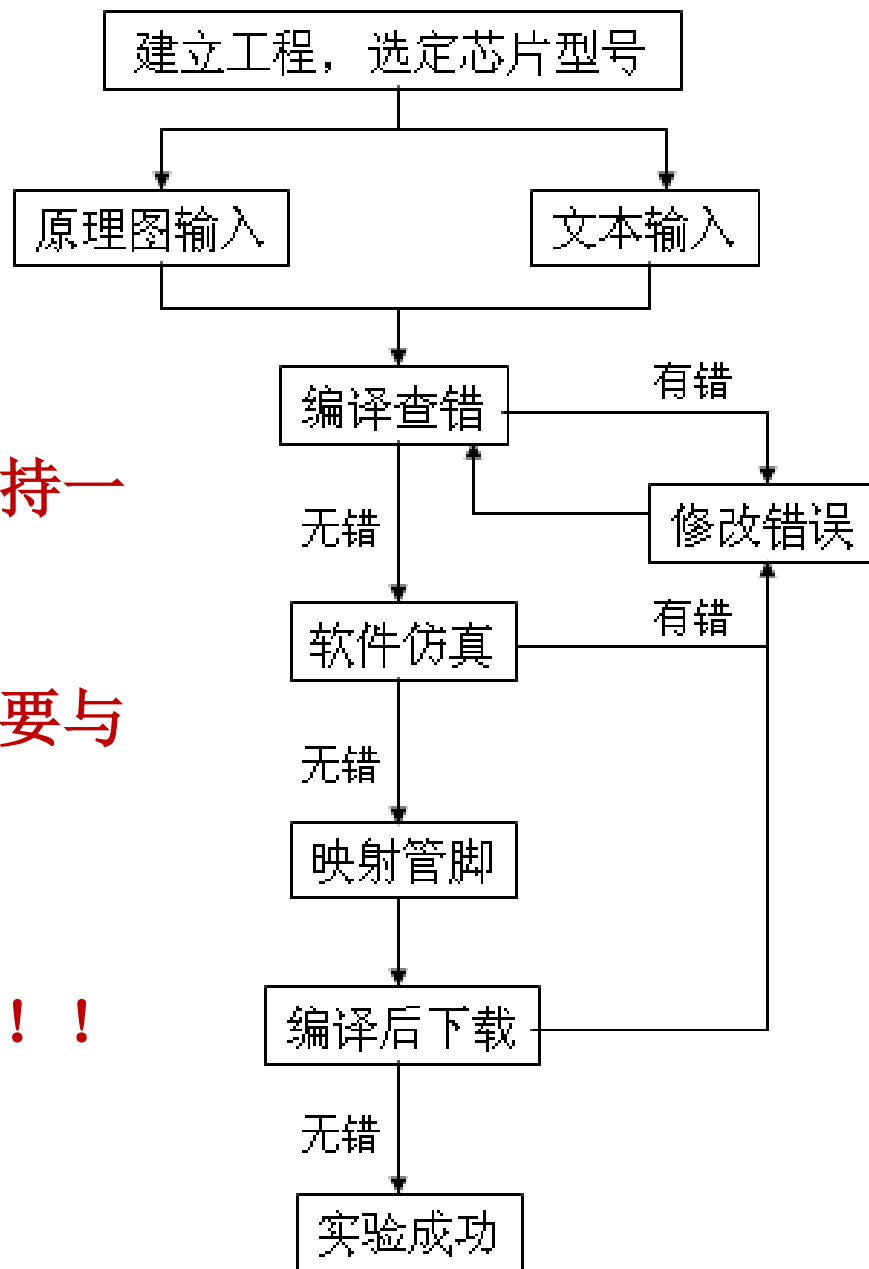 建立工程，选定芯片型号
原理图输入
文本输入
编译查错
有错
持一
无错
修改错误
软件仿真
有错
要与
无错
映射管脚
！！
编译后下载
无错
实验成功